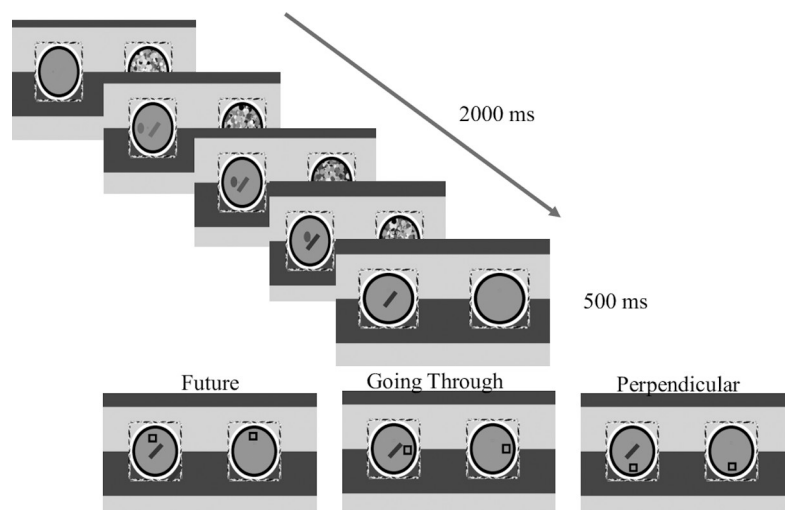 2000 ms
500 ms
Future
Going Through
Perpendicular